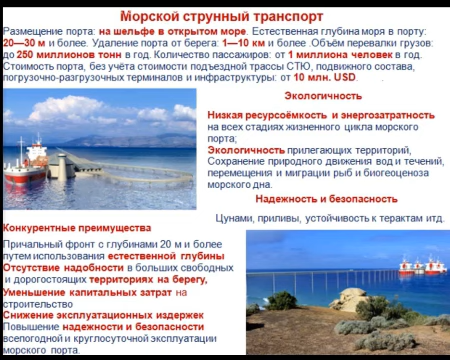 Морской струнный транспорт
Размещение порта: на шельфе в открытом море. Естественная глубина моря в порту:
20—30 м и более. Удаление порта от берега: 1—10 км и более .Объём перевалки грузов:
до 250 миллионов тонн в год. Количество пассажиров: от 1 миллиона человек в год.
Стоимость порта, без учёта стоимости подъездной трассы СТЮ, подвижного состава,
погрузочно-разгрузочных терминалов и инфраструктуры: от 10 млн. USD.
Экологичность
Низкая ресурсоёмкость и энергозатратность
на всех стадиях жизненного цикла морского
порта;
Экологичность прилегающих территорий,
Сохранение природного движения вод и течений,
перемещения и миграции рыб и биогеоценоза
морского дна.
Надежность и безопасность
Цунами, приливы, устойчивость к терактам итд.
Конкурентные преимущества
Причальный фронт с глубинами 20 м и более
путем использования естественной глубины
Отсутствие надобности в больших свободных
и дорогостоящих территориях на берегу,
Уменьшение капитальных затрат на
строительство
Снижение эксплуатационных издержек
Повышение надежности и безопасности
всепогодной и круглосуточной эксплуатации
морского порта.